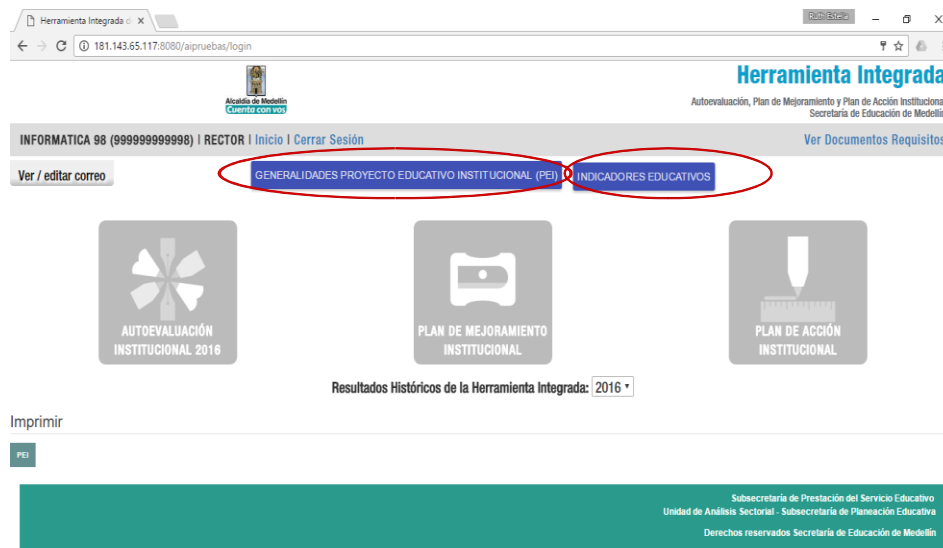 Herramienta Integrada d
Ruth Estella
181.143.65.117:8080/aipruebas/login
Alcaldía de Medellín
Cuenta con vos
Herramienta Integrada
Autoevaluación, Plan de Mejoramiento y Plan de Acción Instituciona
Secretaría de Educación de Medellín
INFORMATICA 98 (999999999998) | RECTOR | Inicio | Cerrar Sesión
Ver Documentos Requisitos
Ver / editar correo
GENERALIDADES PROYECTO EDUCATIVO INSTITUCIONAL (PEI)
INDICADORES EDUCATIVOS
AUTOEVALUACIÓN
INSTITUCIONAL 2016
PLAN DE MEJORAMIENTO
INSTITUCIONAL
PLAN DE ACCIÓN
INSTITUCIONAL
Resultados Históricos de la Herramienta Integrada: 2016
Imprimir
PEI
Subsecretaría de Prestación del Servicio Educativo
Unidad de Análisis Sectorial - Subsecretaría de Planeación Educativa
Derechos reservados Secretaría de Educación de Medellín